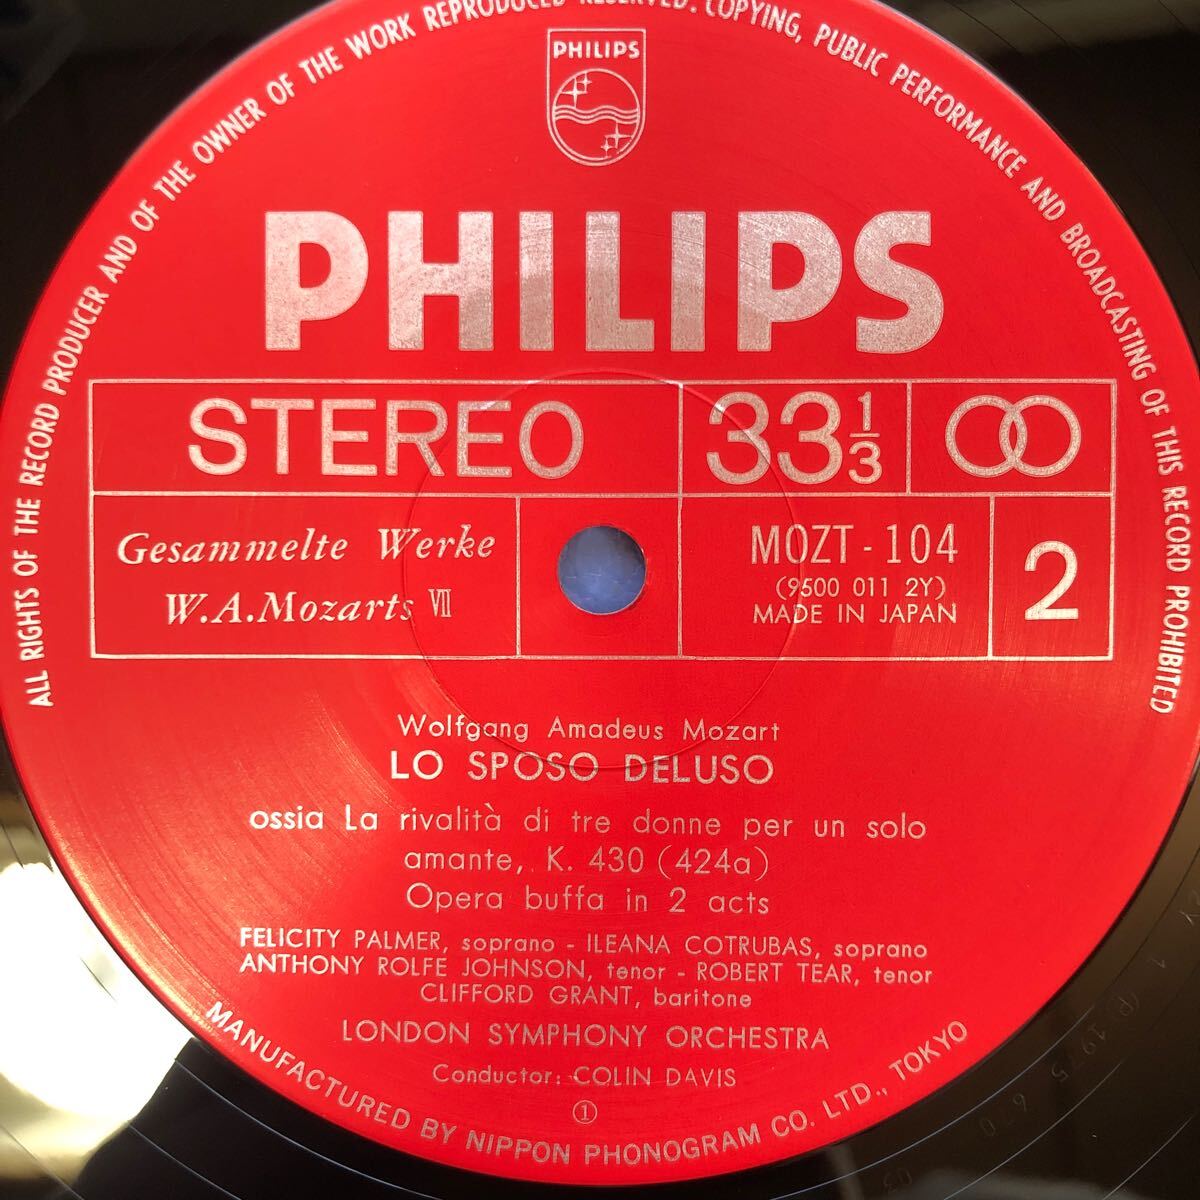 ALL RIGHTS OF THE RECORD PRODUCER AND OF THE OWNER OF THE WORK REPRODUCED RESERVED. COPYING, PUBLIC PERFORMANCE AND BROADCASTING OF THIS RECORD PROHIBITED
PHILIPS
PHILIPS
STEREO 33 1/3
Gesammelte Werke
W.A.Mozarts VII
MOZT-104
(9500 011 2Y)
MADE IN JAPAN
2
Wolfgang Amadeus Mozart
LO SPOSO DELUSO
ossia La rivalità di tre donne per un solo
amante, K. 430 (424a)
Opera buffa in 2 acts
FELICITY PALMER, soprano - ILEANA COTRUBAS, soprano
ANTHONY ROLFE JOHNSON, tenor - ROBERT TEAR, tenor
CLIFFORD GRANT, baritone
LONDON SYMPHONY ORCHESTRA
Conductor: COLIN DAVIS
①
MANUFACTURED BY NIPPON PHONOGRAM CO. LTD., TOKYO